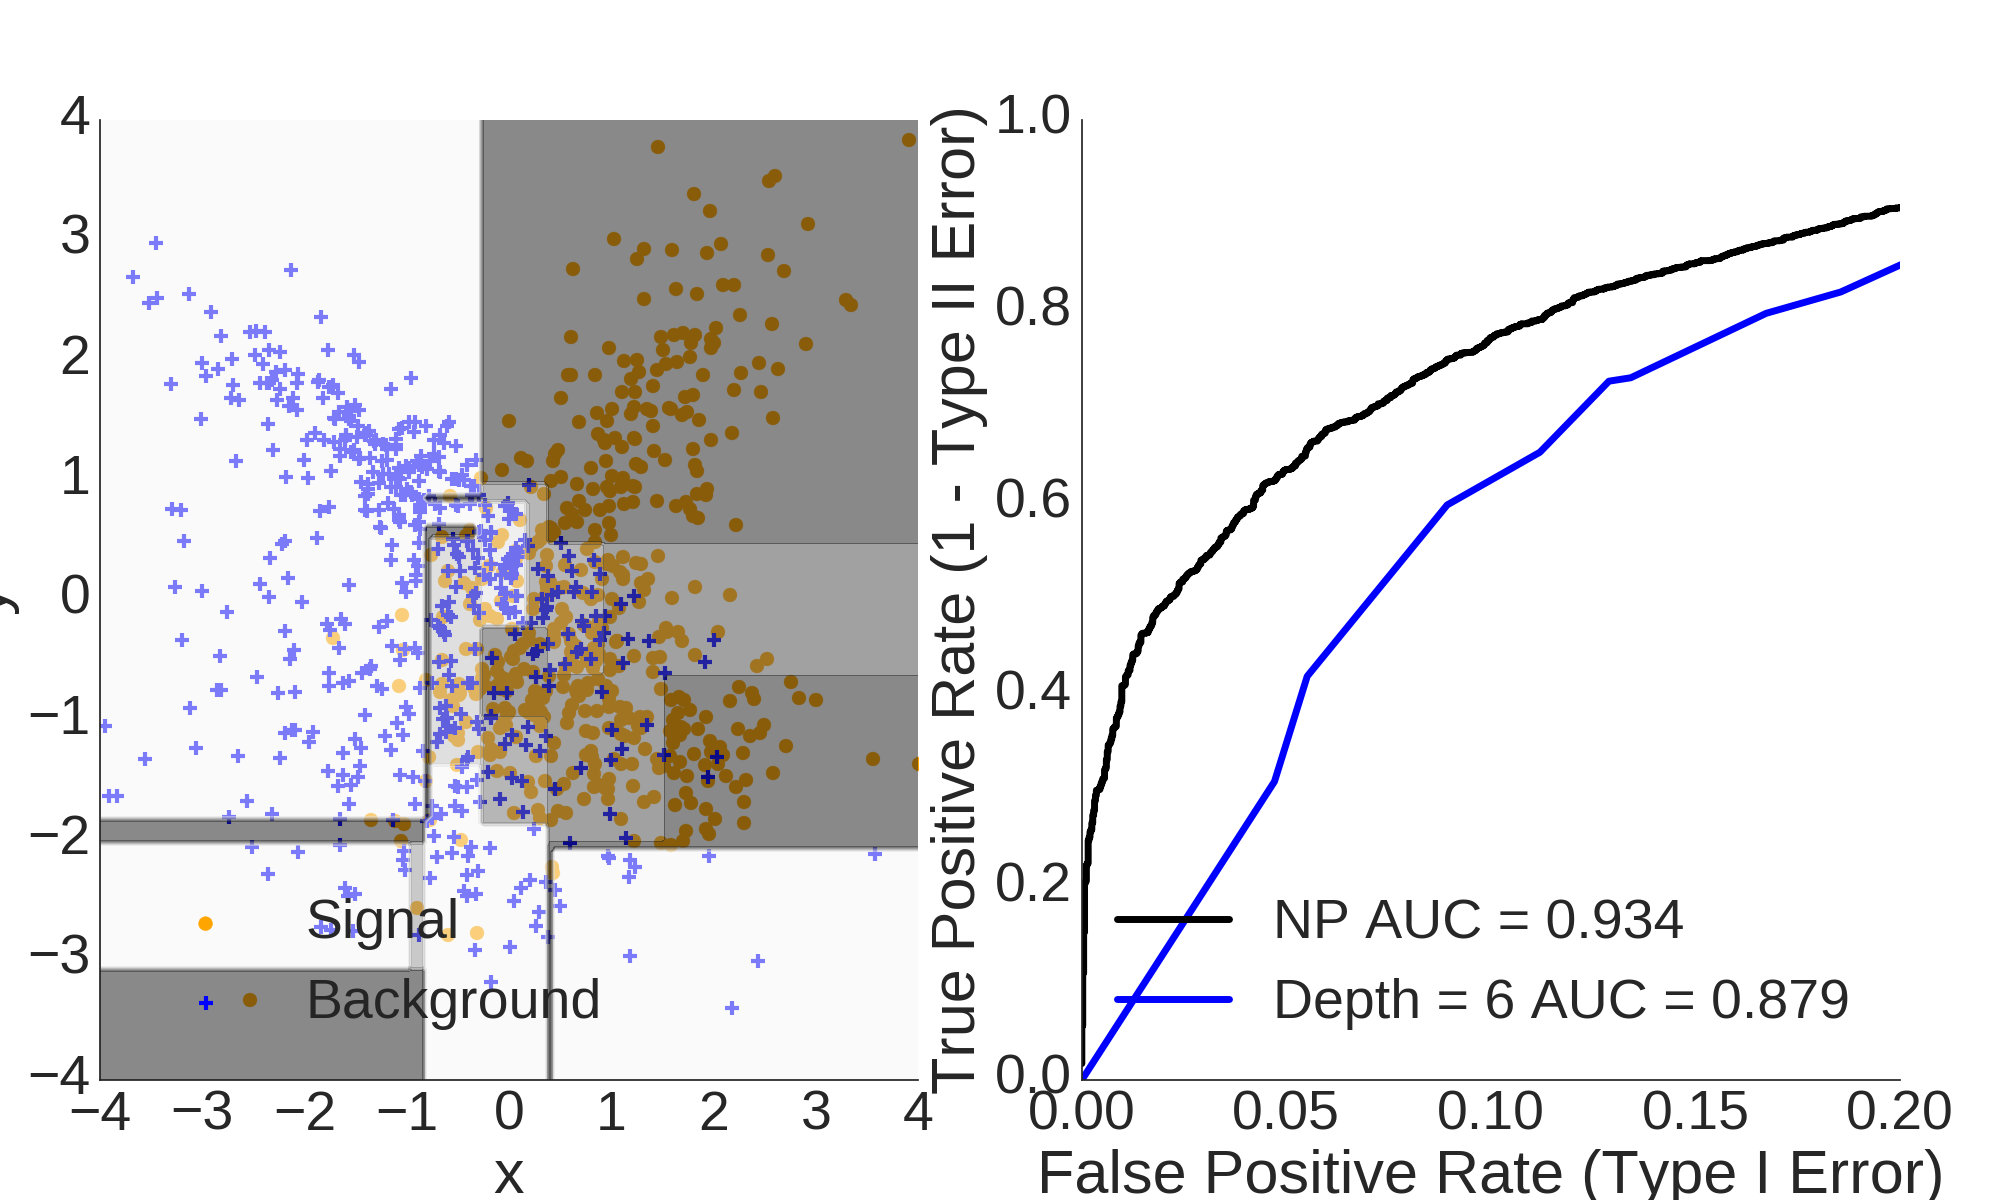 4
3
2
1
0
−1
−2
−3
−4
−4 −3 −2 −1 0 1 2 3 4
x
y
Signal
Background
True Positive Rate (1 - Type II Error)
1.0
0.8
0.6
0.4
0.2
0.0
0.00 0.05 0.10 0.15 0.20
False Positive Rate (Type I Error)
NP AUC = 0.934
Depth = 6 AUC = 0.879